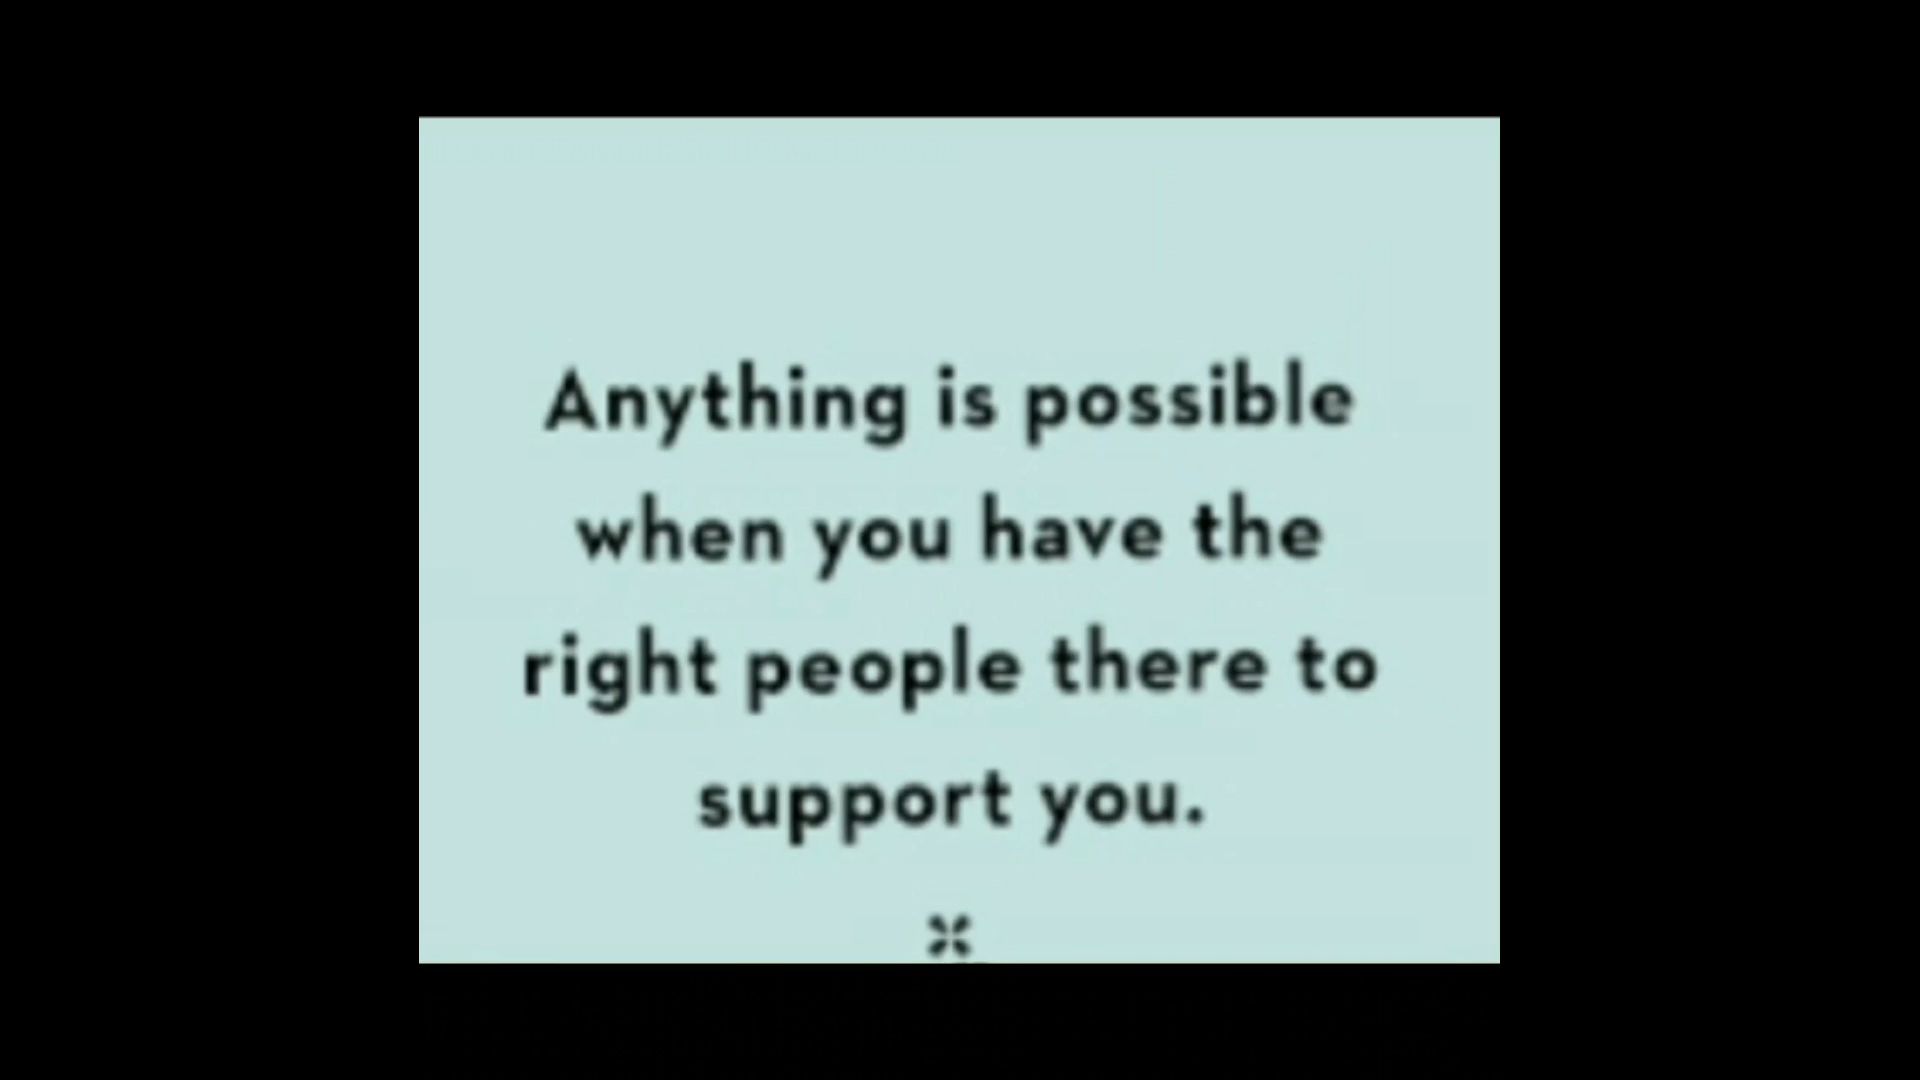 Anything is possible
when you have the
right people there to
support you.